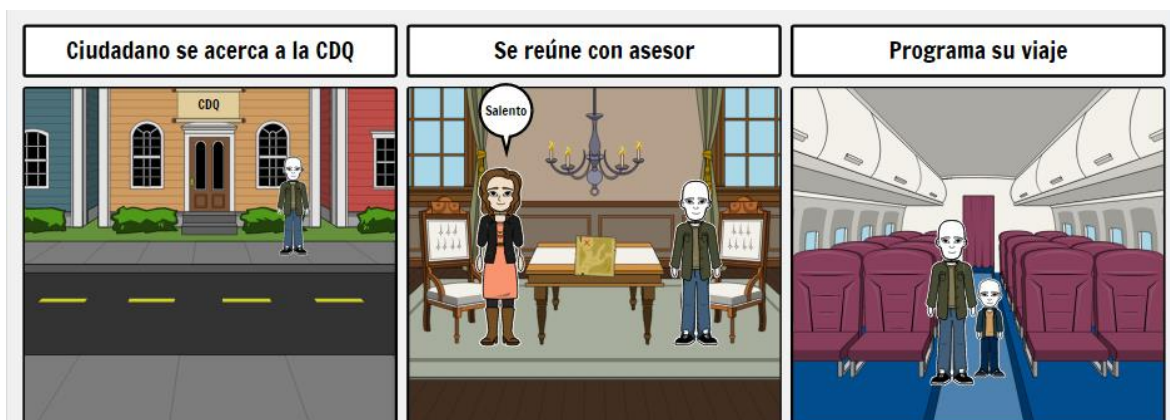 Ciudadano se acerca a la CDQ
Se reúne con asesor
Programa su viaje
CDQ
Salento